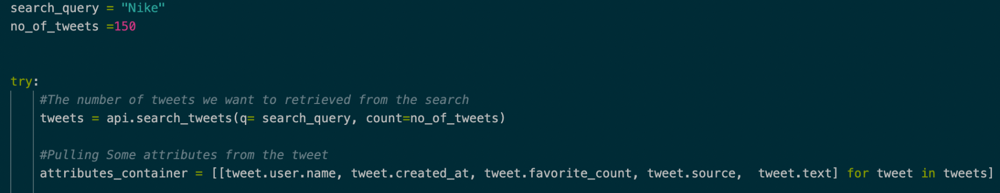 search_query = "Nike"
no_of_tweets =150
try:
#The number of tweets we want to retrieved from the search
tweets = api.search_tweets(q= search_query, count=no_of_tweets)
#Pulling Some attributes from the tweet
attributes_container = [[tweet.user.name, tweet.created_at, tweet.favorite_count, tweet.source,  tweet.text] for tweet in tweets]